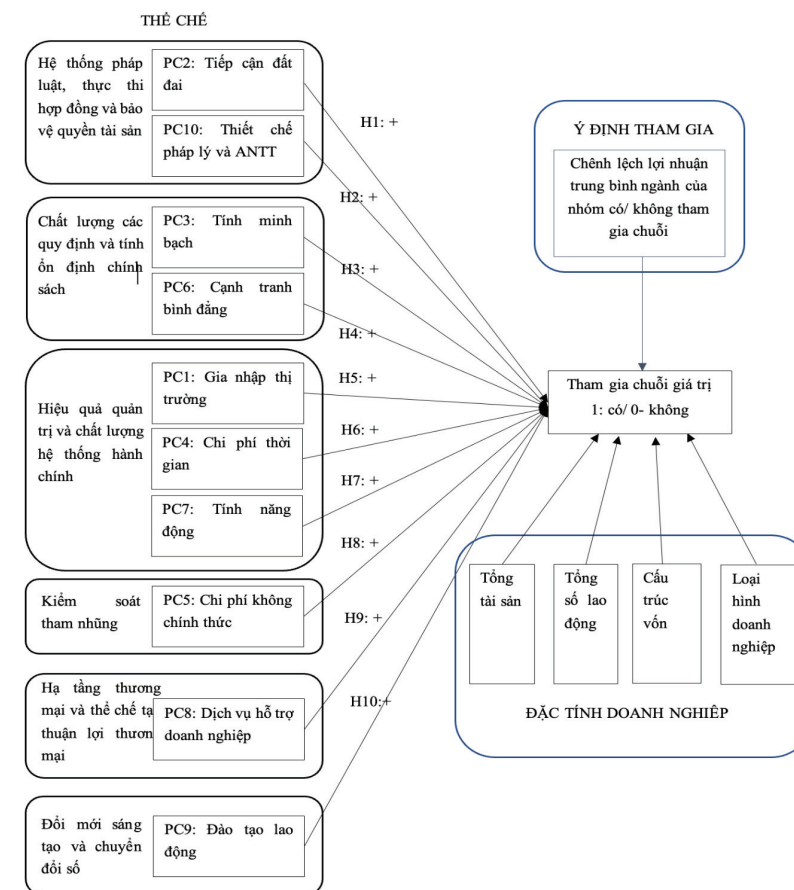 THỂ CHẾ
Hệ thống pháp
luật, thực thi
hợp đồng và bảo
vệ quyền tài sản
PC2: Tiếp cận đất
đai
PC10: Thiết chế
pháp lý và ANTT
Chất lượng các
quy định và tính
ổn định chính
sách
PC3: Tính minh
bạch
PC6: Cạnh tranh
bình đẳng
Hiệu quả quản
trị và chất lượng
hệ thống hành
chính
PC1: Gia nhập thị
trường
PC4: Chi phí thời
gian
PC7: Tính năng
động
Kiểm soát
tham nhũng
PC5: Chi phí không
chính thức
Hạ tầng thương
mại và thể chế tạ
thuận lợi thươn
mại
PC8: Dịch vụ hỗ trợ
doanh nghiệp
Đổi mới sáng
tạo và chuyển
đổi số
PC9: Đào tạo lao
động
H1: +
H2: +
H3: +
H4: +
H5: +
H6: +
H7: +
H8: +
H9: +
H10:+
Ý ĐỊNH THAM GIA
Chênh lệch lợi nhuận
trung bình ngành của
nhóm có/ không tham
gia chuỗi
Tham gia chuỗi giá trị
1: có/ 0- không
Tổng
tài sản
Tổng
số lao
động
Cấu
trúc
vốn
Loại
hình
doanh
nghiệp
ĐẶC TÍNH DOANH NGHIÊP